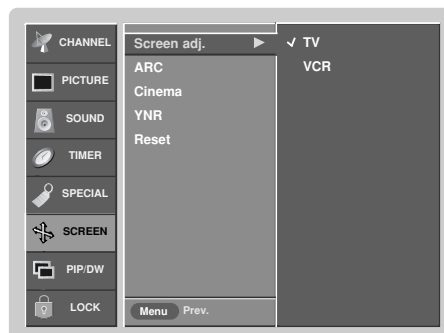 CHANNEL
PICTURE
SOUND
TIMER
SPECIAL
SCREEN
PIP/DW
LOCK
Screen adj.
ARC
Cinema
YNR
Reset
Menu Prev.
TV
VCR